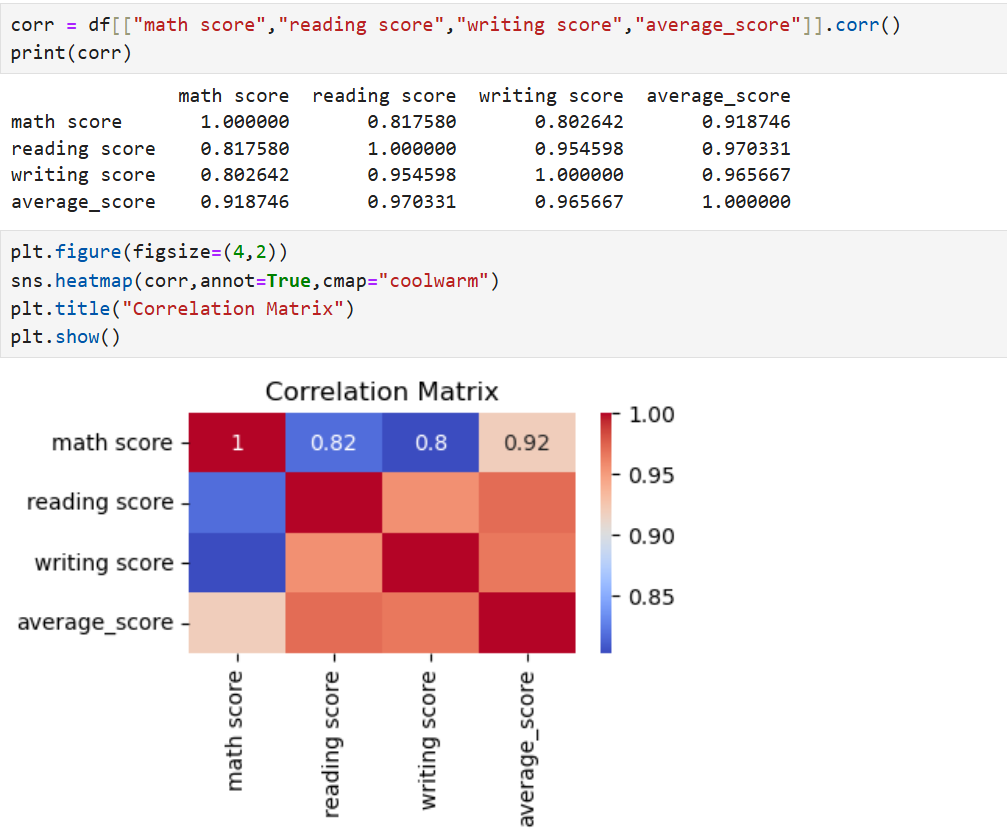 corr = df[["math score","reading score","writing score","average_score"]].corr()
print(corr)
math score reading score writing score average_score
math score 1.000000 0.817580 0.802642 0.918746
reading score 0.817580 1.000000 0.954598 0.970331
writing score 0.802642 0.954598 1.000000 0.965667
average_score 0.918746 0.970331 0.965667 1.000000
plt.figure(figsize=(4,2))
sns.heatmap(corr,annot=True,cmap="coolwarm")
plt.title("Correlation Matrix")
plt.show()
Correlation Matrix
math score 1 0.82 0.8 0.92
reading score
writing score
average_score
math score reading score writing score average_score
1.00
0.95
0.90
0.85